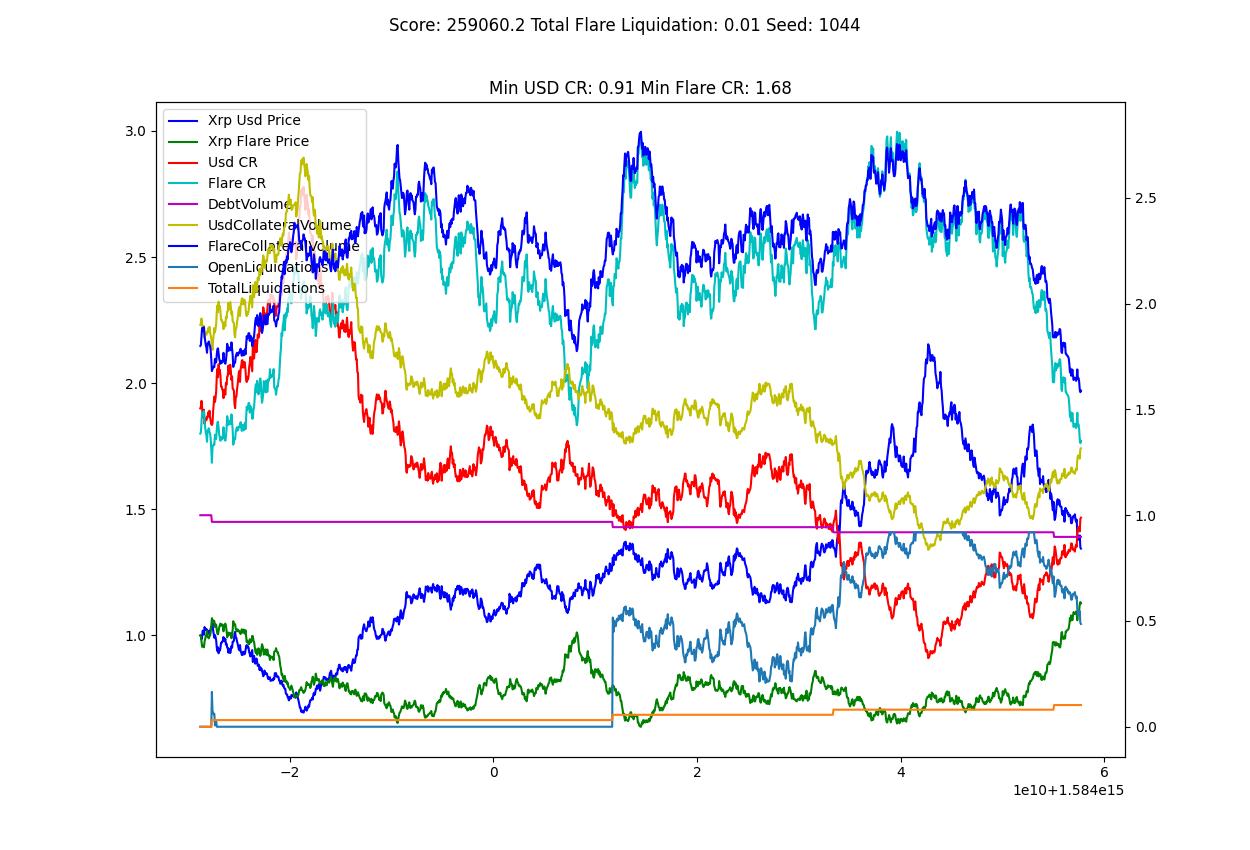 Score: 259060.2 Total Flare Liquidation: 0.01 Seed: 1044
Min USD CR: 0.91 Min Flare CR: 1.68
Xrp Usd Price
Xrp Flare Price
Usd CR
Flare CR
DebtVolume
UsdCollateralVolume
FlareCollateralVolume
OpenLiquidations
TotalLiquidations
3.0
2.5
2.0
1.5
1.0
2.5
2.0
1.5
1.0
0.5
0.0
−2
0
2
4
6
1e10+1.584e15